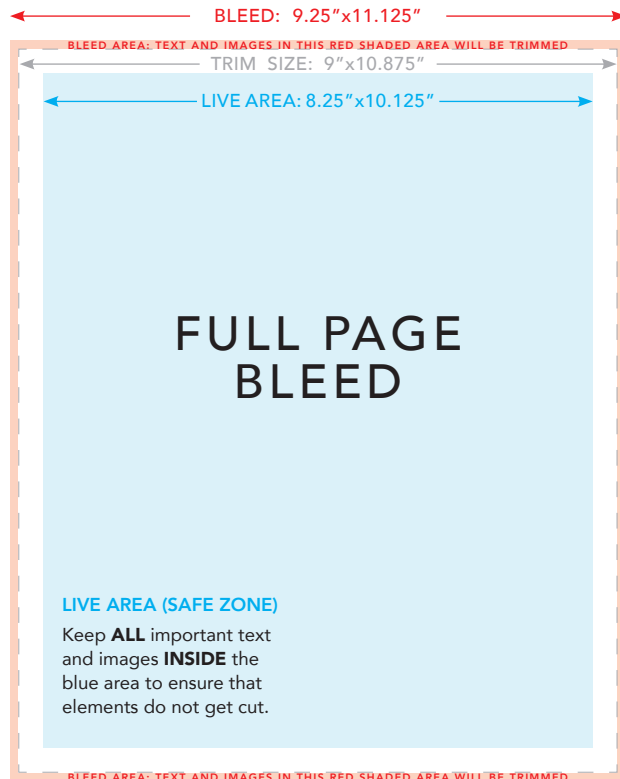 BLEED: 9.25"x11.125"
BLEED AREA: TEXT AND IMAGES IN THIS RED SHADED AREA WILL BE TRIMMED
TRIM SIZE: 9"x10.875"
LIVE AREA: 8.25"x10.125"
FULL PAGE
BLEED
LIVE AREA (SAFE ZONE)
Keep ALL important text
and images INSIDE the
blue area to ensure that
elements do not get cut.
BLEED AREA: TEXT AND IMAGES IN THIS RED SHADED AREA WILL BE TRIMMED